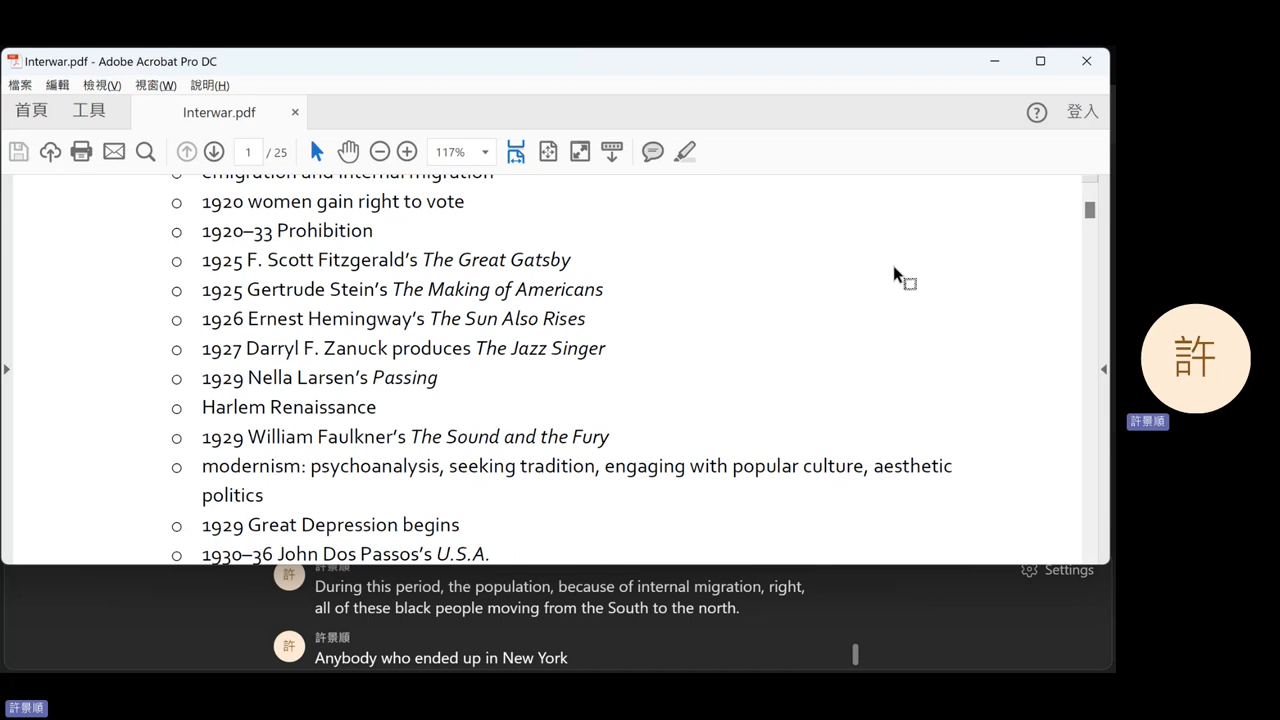 Interwar.pdf - Adobe Acrobat Pro DC
檔案 編輯 檢視(V) 視窗(W) 說明(H)
首頁 工具 Interwar.pdf × 登入
1 / 25 117%
emigration and internal migration
1920 women gain right to vote
1920–33 Prohibition
1925 F. Scott Fitzgerald’s The Great Gatsby
1925 Gertrude Stein’s The Making of Americans
1926 Ernest Hemingway’s The Sun Also Rises
1927 Darryl F. Zanuck produces The Jazz Singer
1929 Nella Larsen’s Passing
Harlem Renaissance
1929 William Faulkner’s The Sound and the Fury
modernism: psychoanalysis, seeking tradition, engaging with popular culture, aesthetic
politics
1929 Great Depression begins
1930–36 John Dos Passos’s U.S.A.
許 許景順 Settings
During this period, the population, because of internal migration, right,
all of these black people moving from the South to the north.
許 許景順
Anybody who ended up in New York
許
許景順
許景順